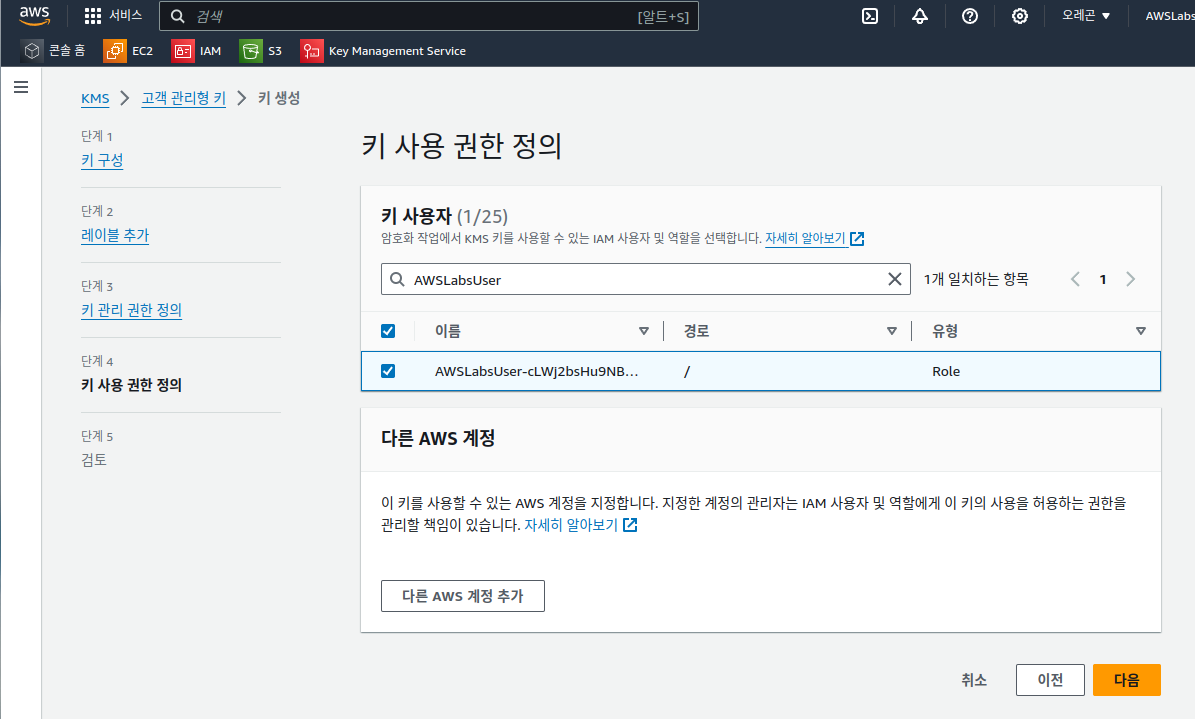 aws 서비스 검색 [알트+S] 오레곤 ▼ AWSLabs
콘솔 홈 EC2 IAM S3 Key Management Service
KMS > 고객 관리형 키 > 키 생성
단계 1
키 구성
단계 2
레이블 추가
단계 3
키 관리 권한 정의
단계 4
키 사용 권한 정의
단계 5
검토
키 사용 권한 정의
키 사용자 (1/25)
암호화 작업에서 KMS 키를 사용할 수 있는 IAM 사용자 및 역할을 선택합니다. 자세히 알아보기
AWSLabsUser 1개 일치하는 항목 < 1 >
이름 경로 유형
AWSLabsUser-cLWj2bsHu9NB... / Role
다른 AWS 계정
이 키를 사용할 수 있는 AWS 계정을 지정합니다. 지정한 계정의 관리자는 IAM 사용자 및 역할에게 이 키의 사용을 허용하는 권한을
관리할 책임이 있습니다. 자세히 알아보기
다른 AWS 계정 추가
취소 이전 다음